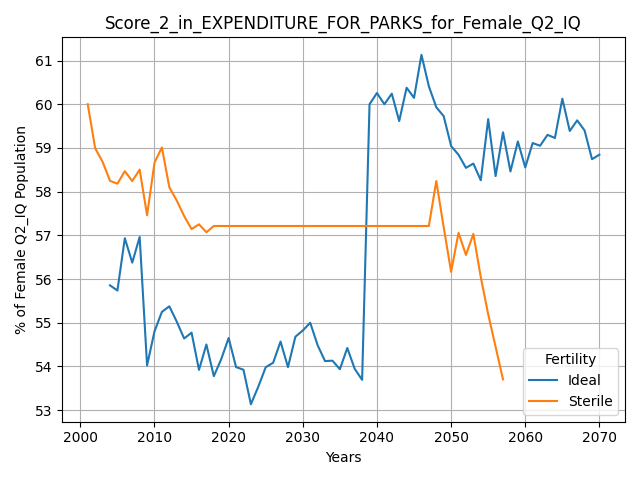 Score_2_in_EXPENDITURE_FOR_PARKS_for_Female_Q2_IQ
% of Female Q2_IQ Population
61
60
59
58
57
56
55
54
53
2000 2010 2020 2030 2040 2050 2060 2070
Years
Fertility
Ideal
Sterile